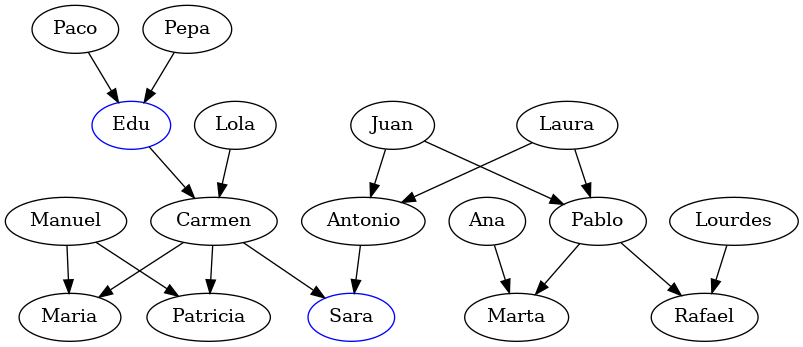 Paco
Pepa
Edu
Lola
Juan
Laura
Manuel
Carmen
Antonio
Ana
Pablo
Lourdes
Maria
Patricia
Sara
Marta
Rafael